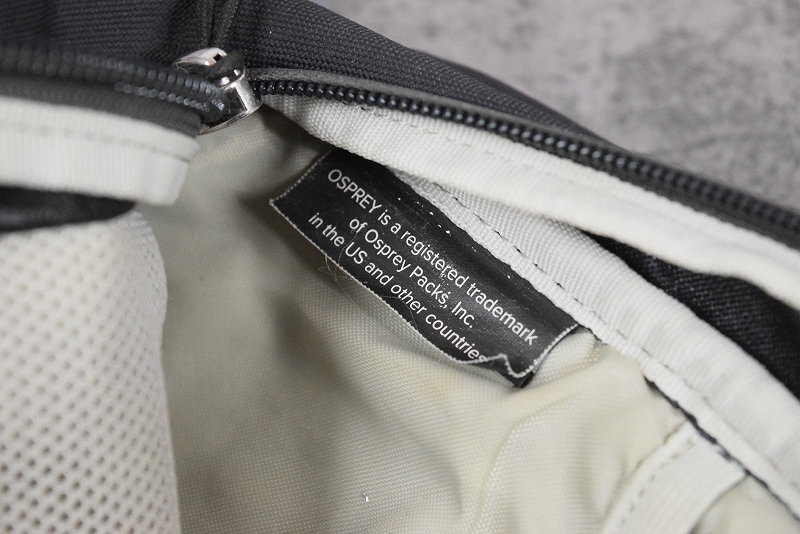 OSPREY is a registered trademark
of Osprey Packs, Inc.
in the US and other countries